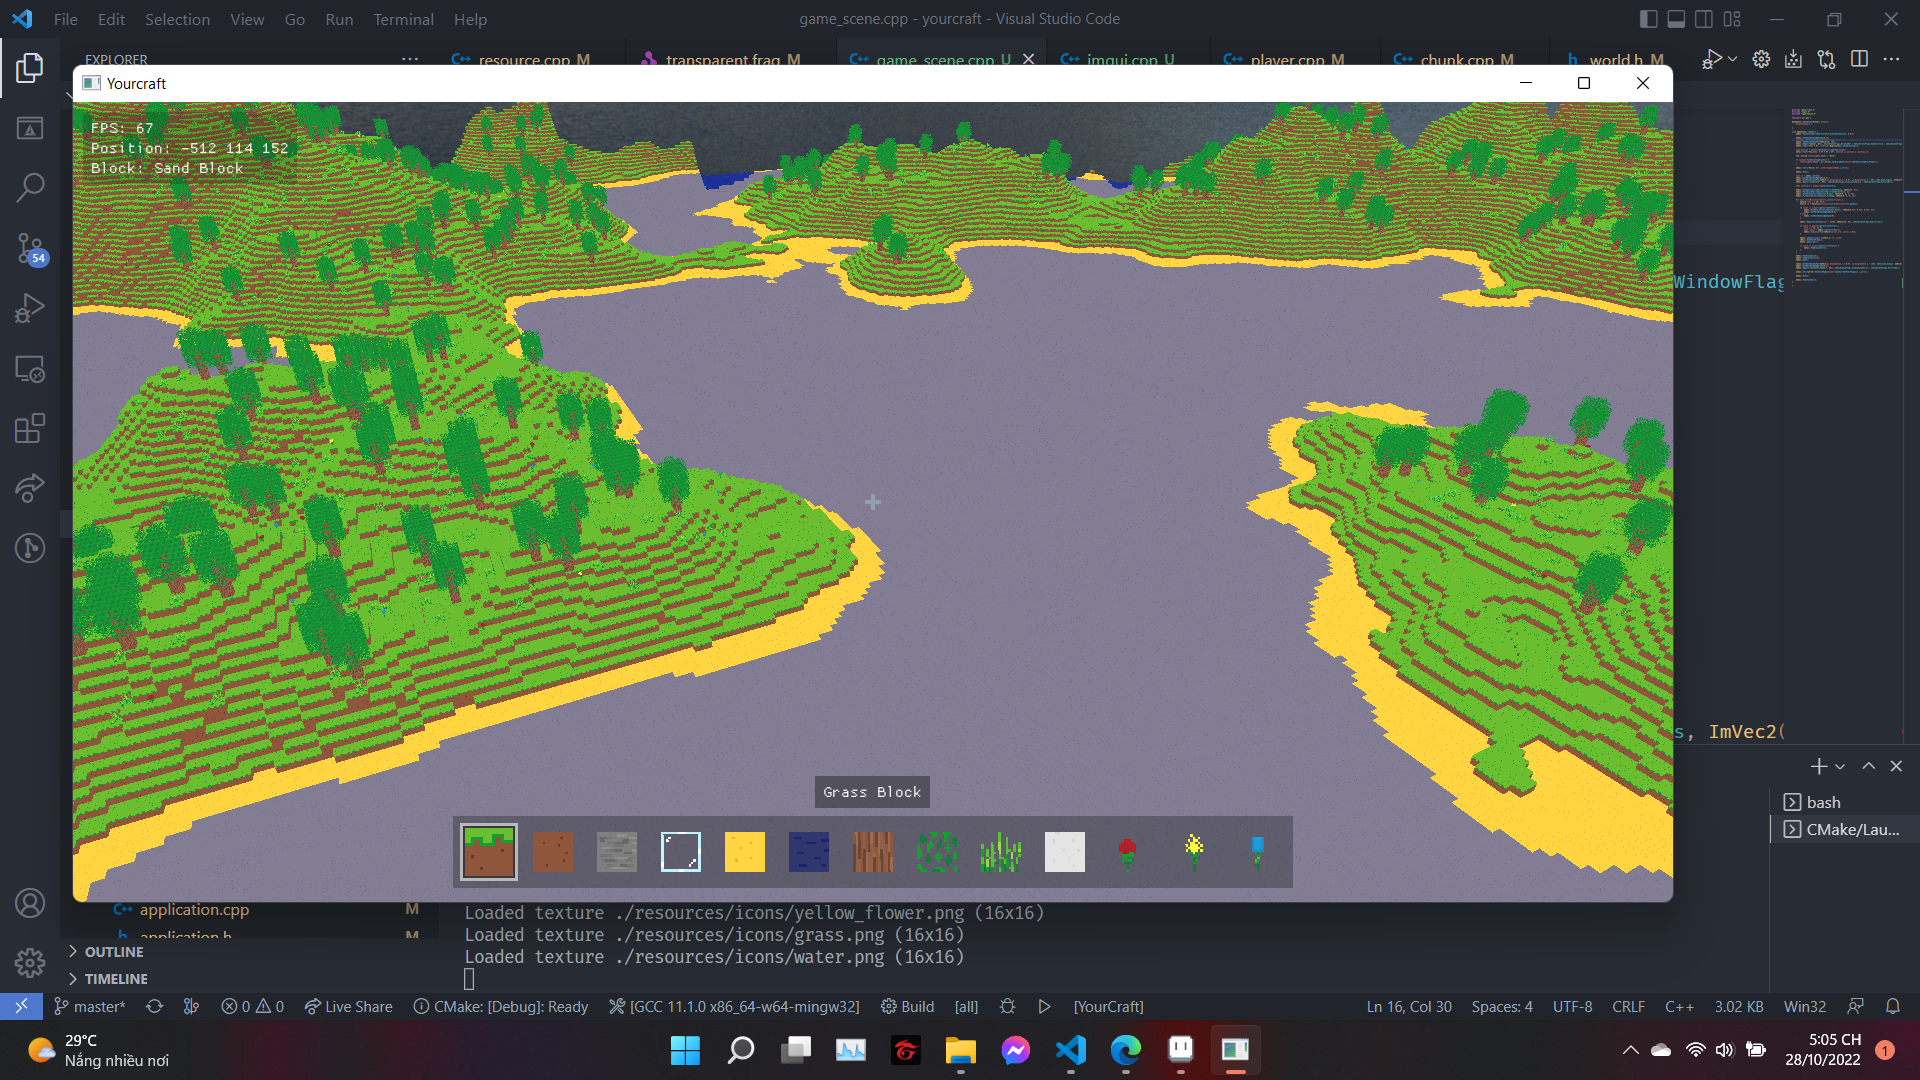 File Edit Selection View Go Run Terminal Help
game_scene.cpp - yourcraft - Visual Studio Code
EXPLORER
resource.cpp M
transparent.frag M
game_scene.cpp U
imgui.cpp U
player.cpp M
chunk.cpp M
world.h M
Yourcraft
FPS: 67
Position: -512 114 152
Block: Sand Block
54
WindowFlag
s, ImVec2(
Grass Block
bash
CMake/Lau...
application.cpp M
application.h M
OUTLINE
TIMELINE
Loaded texture ./resources/icons/yellow_flower.png (16x16)
Loaded texture ./resources/icons/grass.png (16x16)
Loaded texture ./resources/icons/water.png (16x16)
master* 0 0 Live Share CMake: [Debug]: Ready [GCC 11.1.0 x86_64-w64-mingw32] Build [all] [YourCraft] Ln 16, Col 30 Spaces: 4 UTF-8 CRLF C++ 3.02 KB Win32
29°C
Nắng nhiều nơi
5:05 CH
28/10/2022
1